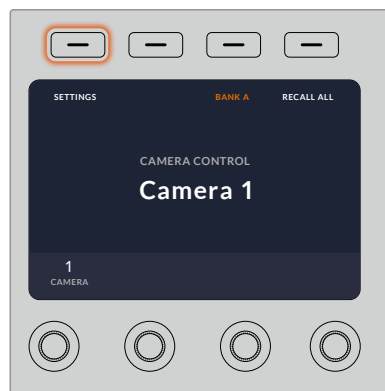 SETTINGS BANK A RECALL ALL
CAMERA CONTROL
Camera 1
1
CAMERA